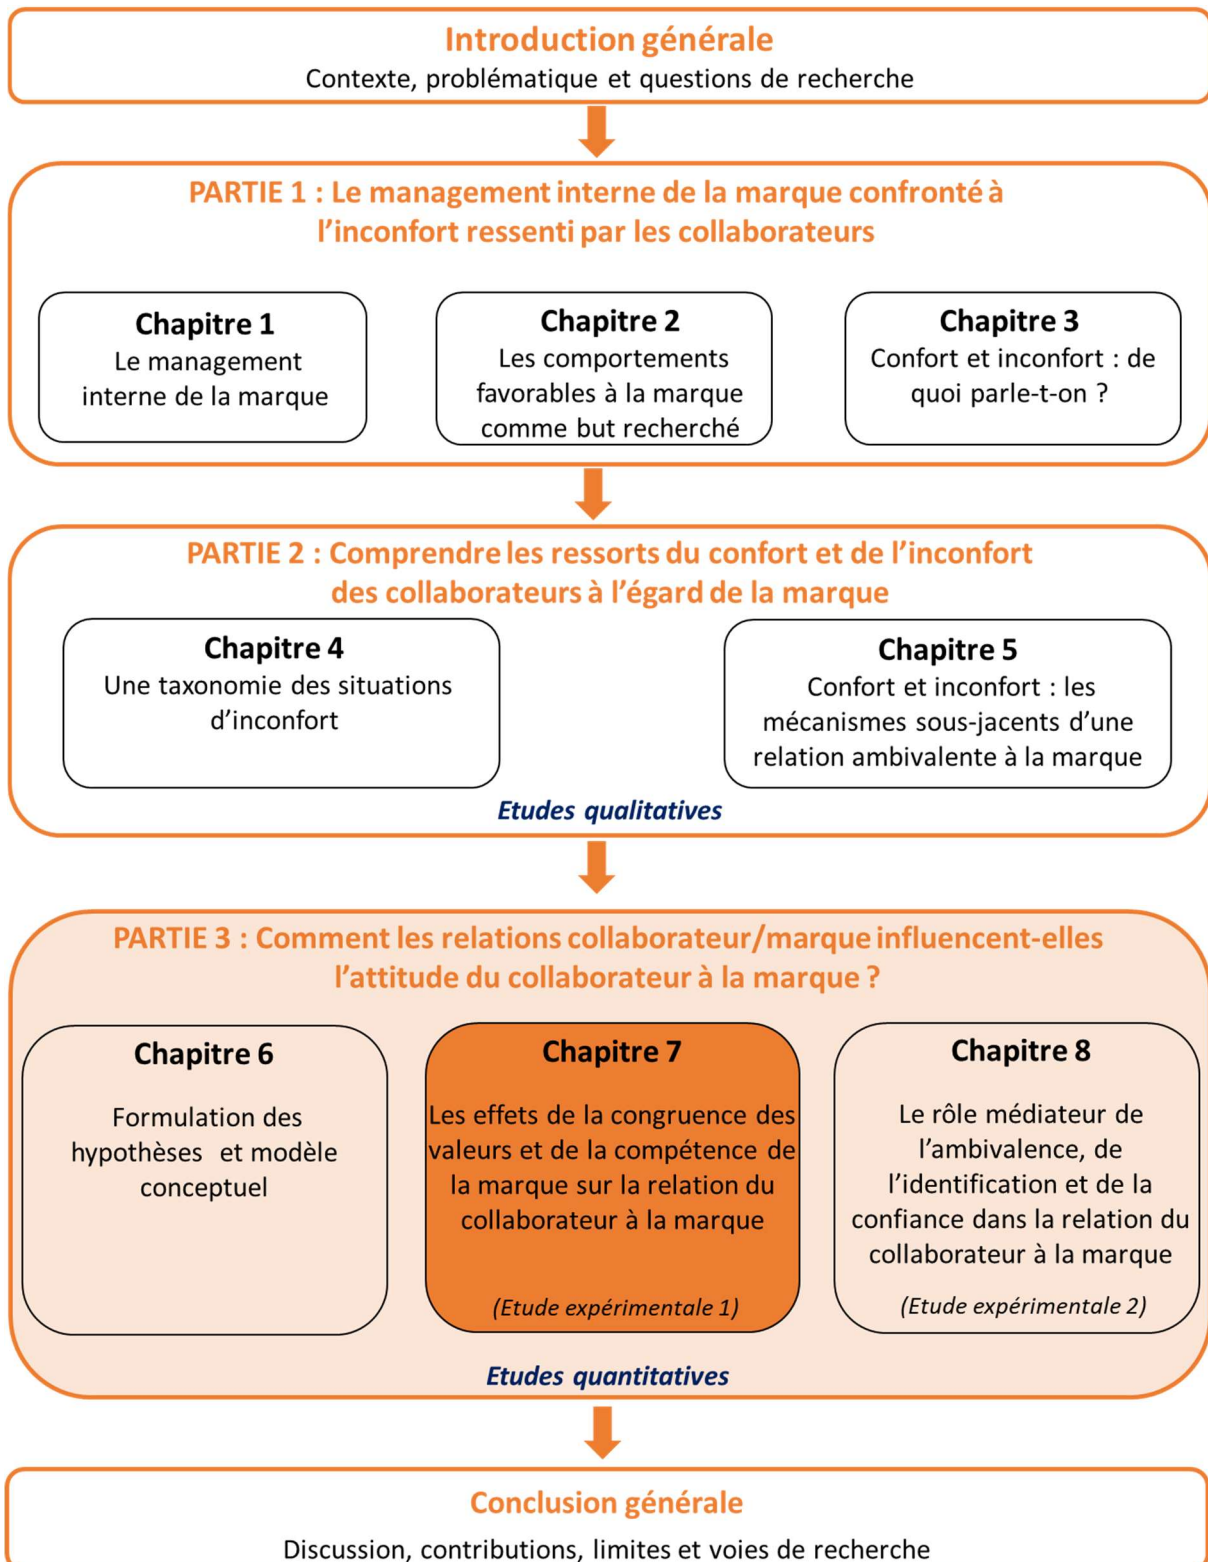 Introduction générale
Contexte, problématique et questions de recherche
PARTIE 1 : Le management interne de la marque confronté à
l’inconfort ressenti par les collaborateurs
Chapitre 1
Le management
interne de la marque
Chapitre 2
Les comportements
favorables à la marque
comme but recherché
Chapitre 3
Confort et inconfort : de
quoi parle-t-on ?
PARTIE 2 : Comprendre les ressorts du confort et de l’inconfort
des collaborateurs à l’égard de la marque
Chapitre 4
Une taxonomie des situations
d’inconfort
Chapitre 5
Confort et inconfort : les
mécanismes sous-jacents d’une
relation ambivalente à la marque
Etudes qualitatives
PARTIE 3 : Comment les relations collaborateur/marque influencent-elles
l’attitude du collaborateur à la marque ?
Chapitre 6
Formulation des
hypothèses et modèle
conceptuel
Chapitre 7
Les effets de la congruence des
valeurs et de la compétence de
la marque sur la relation du
collaborateur à la marque
(Etude expérimentale 1)
Chapitre 8
Le rôle médiateur de
l’ambivalence, de
l’identification et de la
confiance dans la relation du
collaborateur à la marque
(Etude expérimentale 2)
Etudes quantitatives
Conclusion générale
Discussion, contributions, limites et voies de recherche